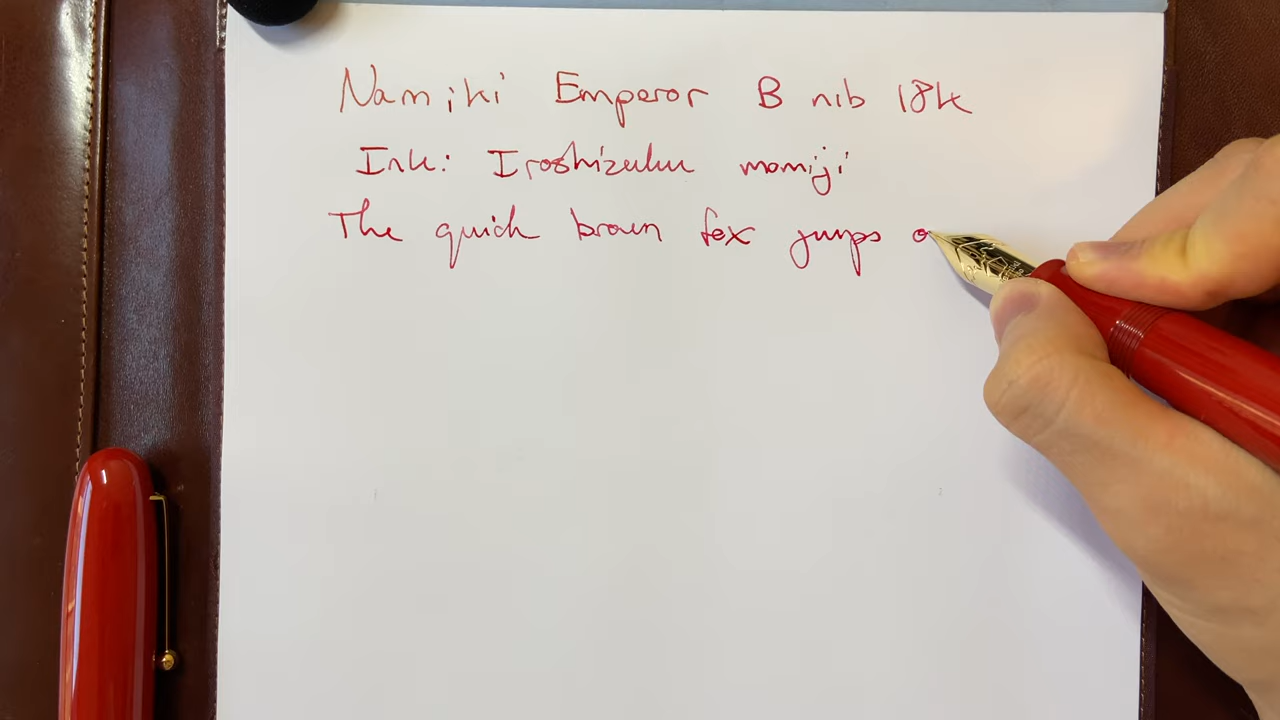 Namiki Emperor B nib 18k
Ink: Iroshizuku momiji
The quick brown fox jumps o